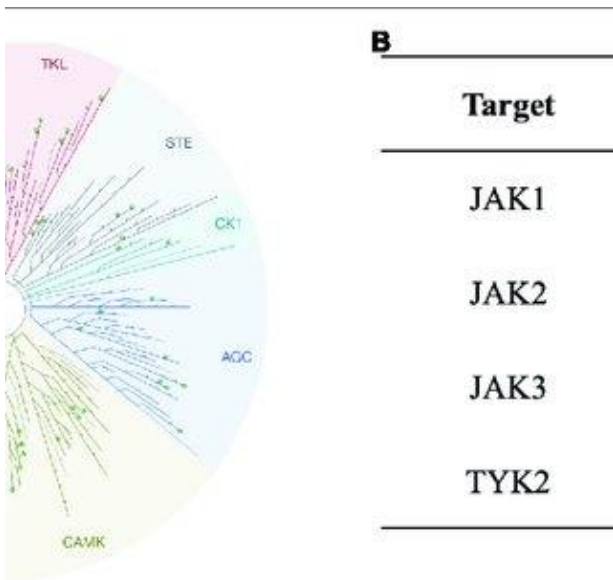 TKL
STE
CK1
AGC
CAMK
B
Target
JAK1
JAK2
JAK3
TYK2